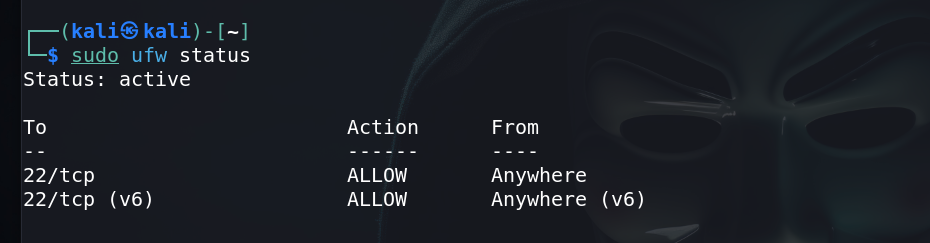 ┌──(kali㉿kali)-[~]
└─$ sudo ufw status
Status: active

To                         Action      From
--                         ------      ----
22/tcp                     ALLOW       Anywhere
22/tcp (v6)                ALLOW       Anywhere (v6)